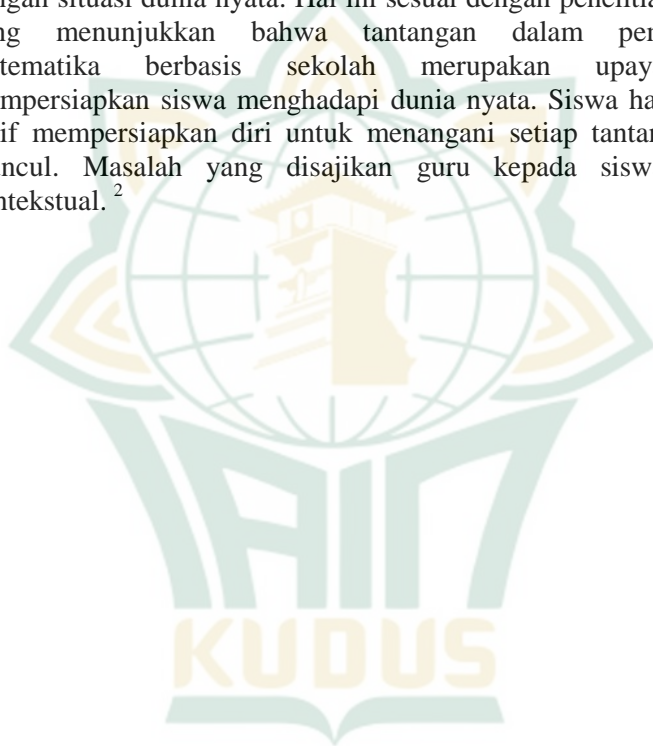 ngan situasi dunia nyata. Hal ini sesuai dengan penelitia
ng menunjukkan bahwa tantangan dalam pen
tematika berbasis sekolah merupakan upay
mpersiapkan siswa menghadapi dunia nyata. Siswa ha
if mempersiapkan diri untuk menangani setiap tantan
ncul. Masalah yang disajikan guru kepada sisw
ntekstual. 2
IAIN
KUDUS